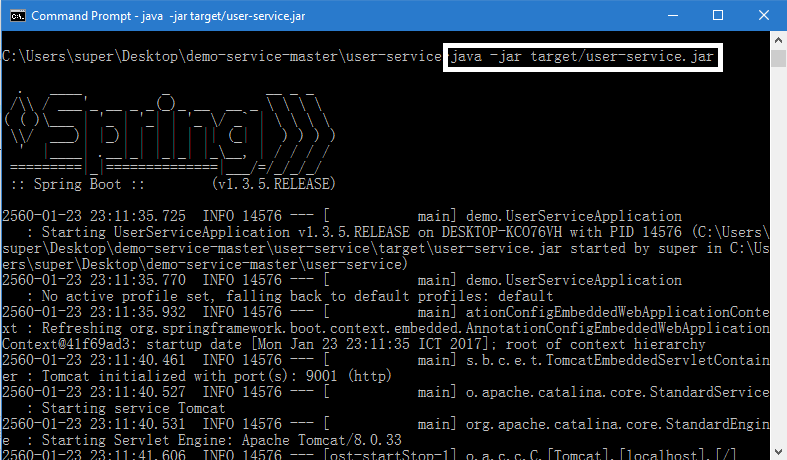 Command Prompt - java  -jar target/user-service.jar
C:\Users\super\Desktop\demo-service-master\user-service>java -jar target/user-service.jar
:: Spring Boot ::        (v1.3.5.RELEASE)
2560-01-23 23:11:35.725  INFO 14576 --- [           main] demo.UserServiceApplication
   : Starting UserServiceApplication v1.3.5.RELEASE on DESKTOP-KCO76VH with PID 14576 (C:\Users\
super\Desktop\demo-service-master\user-service\target\user-service.jar started by super in C:\Us
ers\super\Desktop\demo-service-master\user-service)
2560-01-23 23:11:35.770  INFO 14576 --- [           main] demo.UserServiceApplication
   : No active profile set, falling back to default profiles: default
2560-01-23 23:11:35.932  INFO 14576 --- [           main] ationConfigEmbeddedWebApplicationConte
xt : Refreshing org.springframework.boot.context.embedded.AnnotationConfigEmbeddedWebApplication
Context@41f69ad3: startup date [Mon Jan 23 23:11:35 ICT 2017]; root of context hierarchy
2560-01-23 23:11:40.461  INFO 14576 --- [           main] s.b.c.e.t.TomcatEmbeddedServletContain
er : Tomcat initialized with port(s): 9001 (http)
2560-01-23 23:11:40.527  INFO 14576 --- [           main] o.apache.catalina.core.StandardService
   : Starting service Tomcat
2560-01-23 23:11:40.531  INFO 14576 --- [           main] org.apache.catalina.core.StandardEngin
e  : Starting Servlet Engine: Apache Tomcat/8.0.33
2560-01-23 23:11:41.606  INFO 14576 --- [ost-startStop-1] o.a.c.c.C.[Tomcat].[localhost].[/]